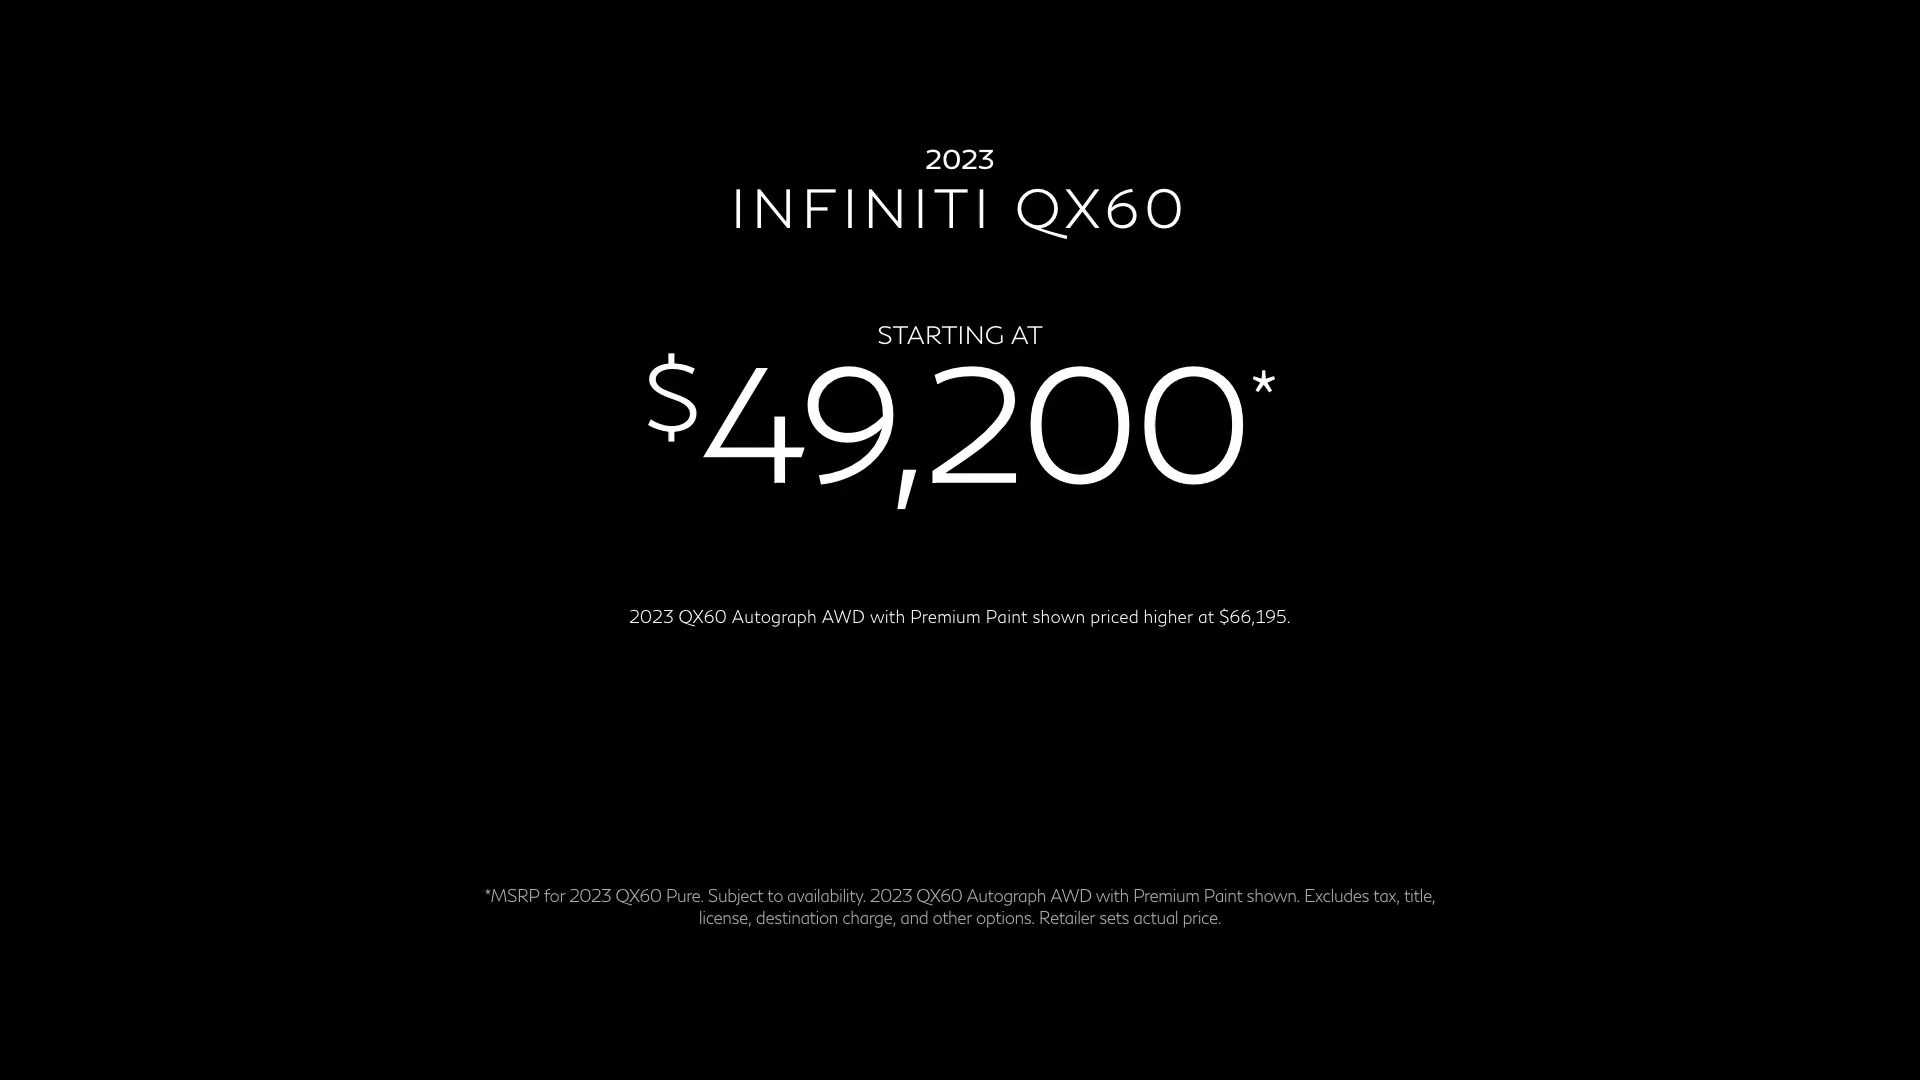 2023
INFINITI QX60
STARTING AT
$49,200*
2023 QX60 Autograph AWD with Premium Paint shown priced higher at $66,195.
*MSRP for 2023 QX60 Pure. Subject to availability. 2023 QX60 Autograph AWD with Premium Paint shown. Excludes tax, title,
license, destination charge, and other options. Retailer sets actual price.